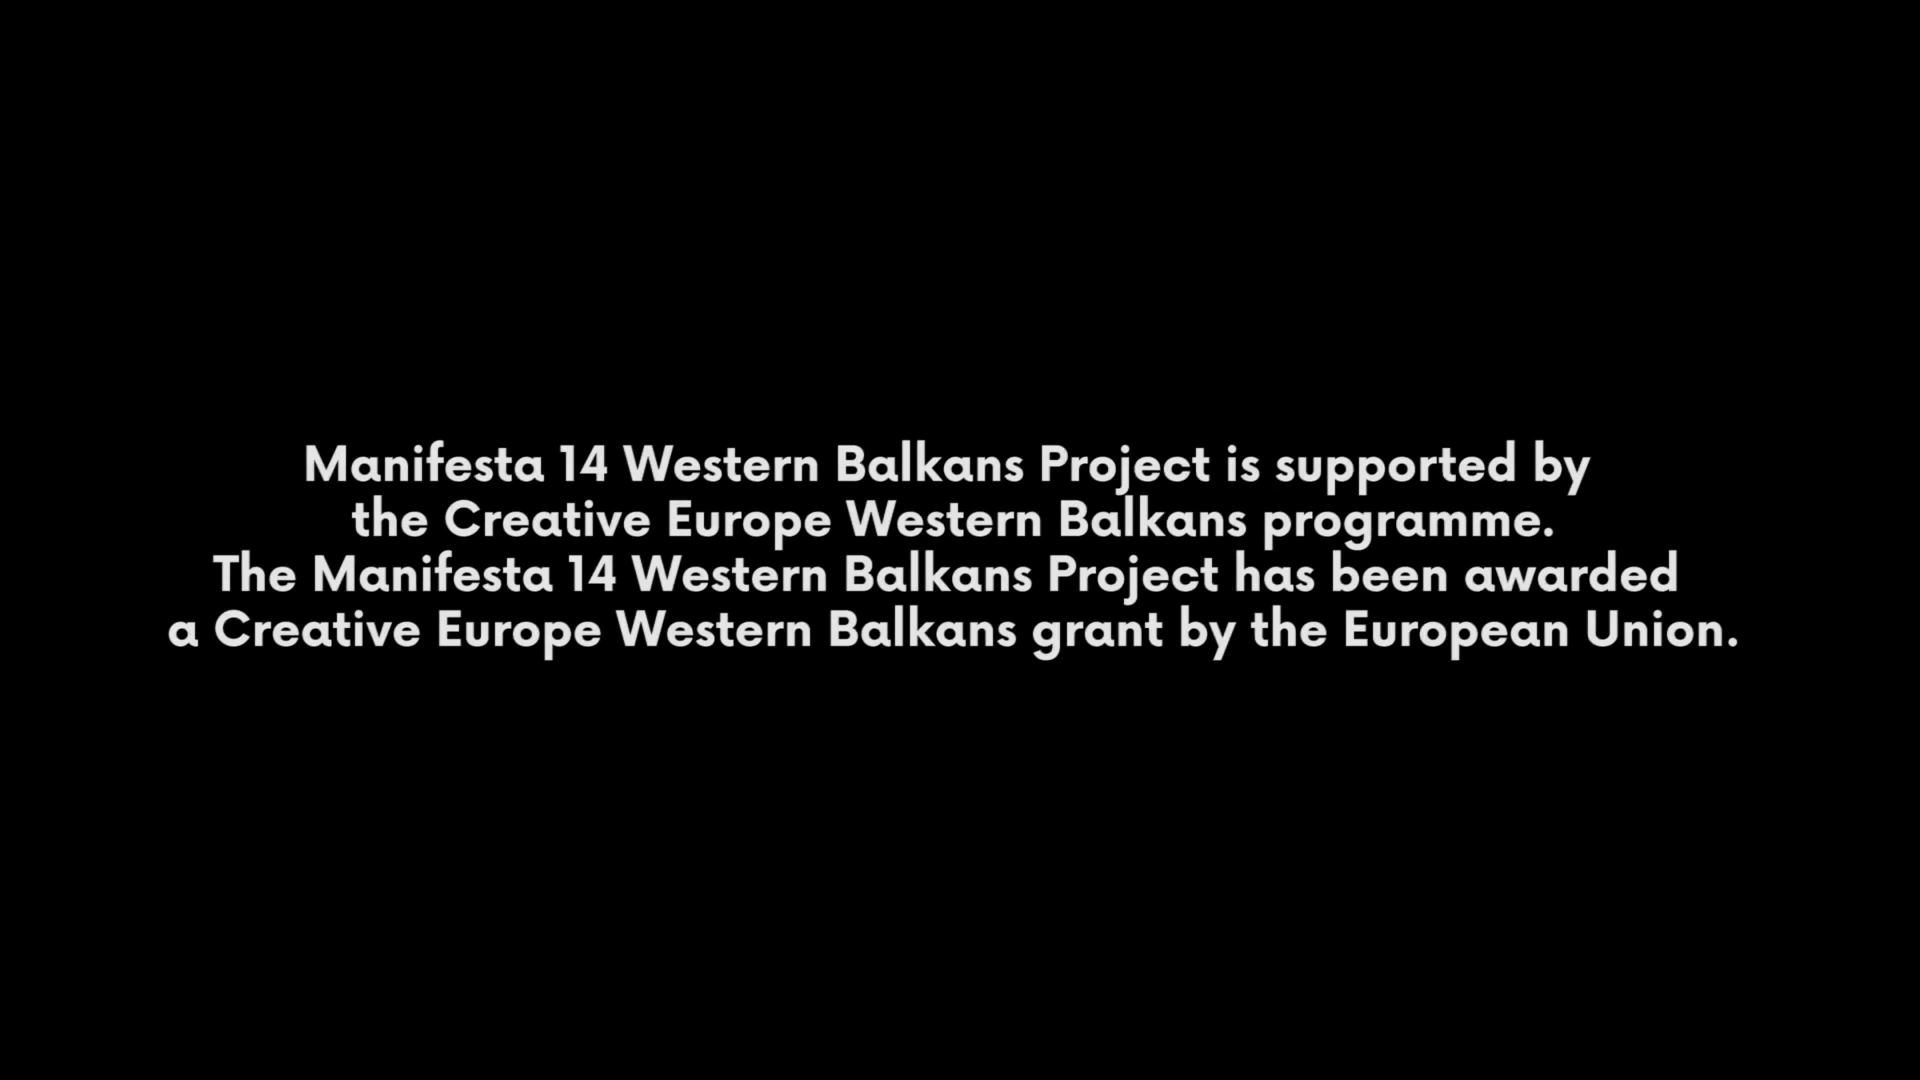 Manifesta 14 Western Balkans Project is supported by
the Creative Europe Western Balkans programme.
The Manifesta 14 Western Balkans Project has been awarded
a Creative Europe Western Balkans grant by the European Union.